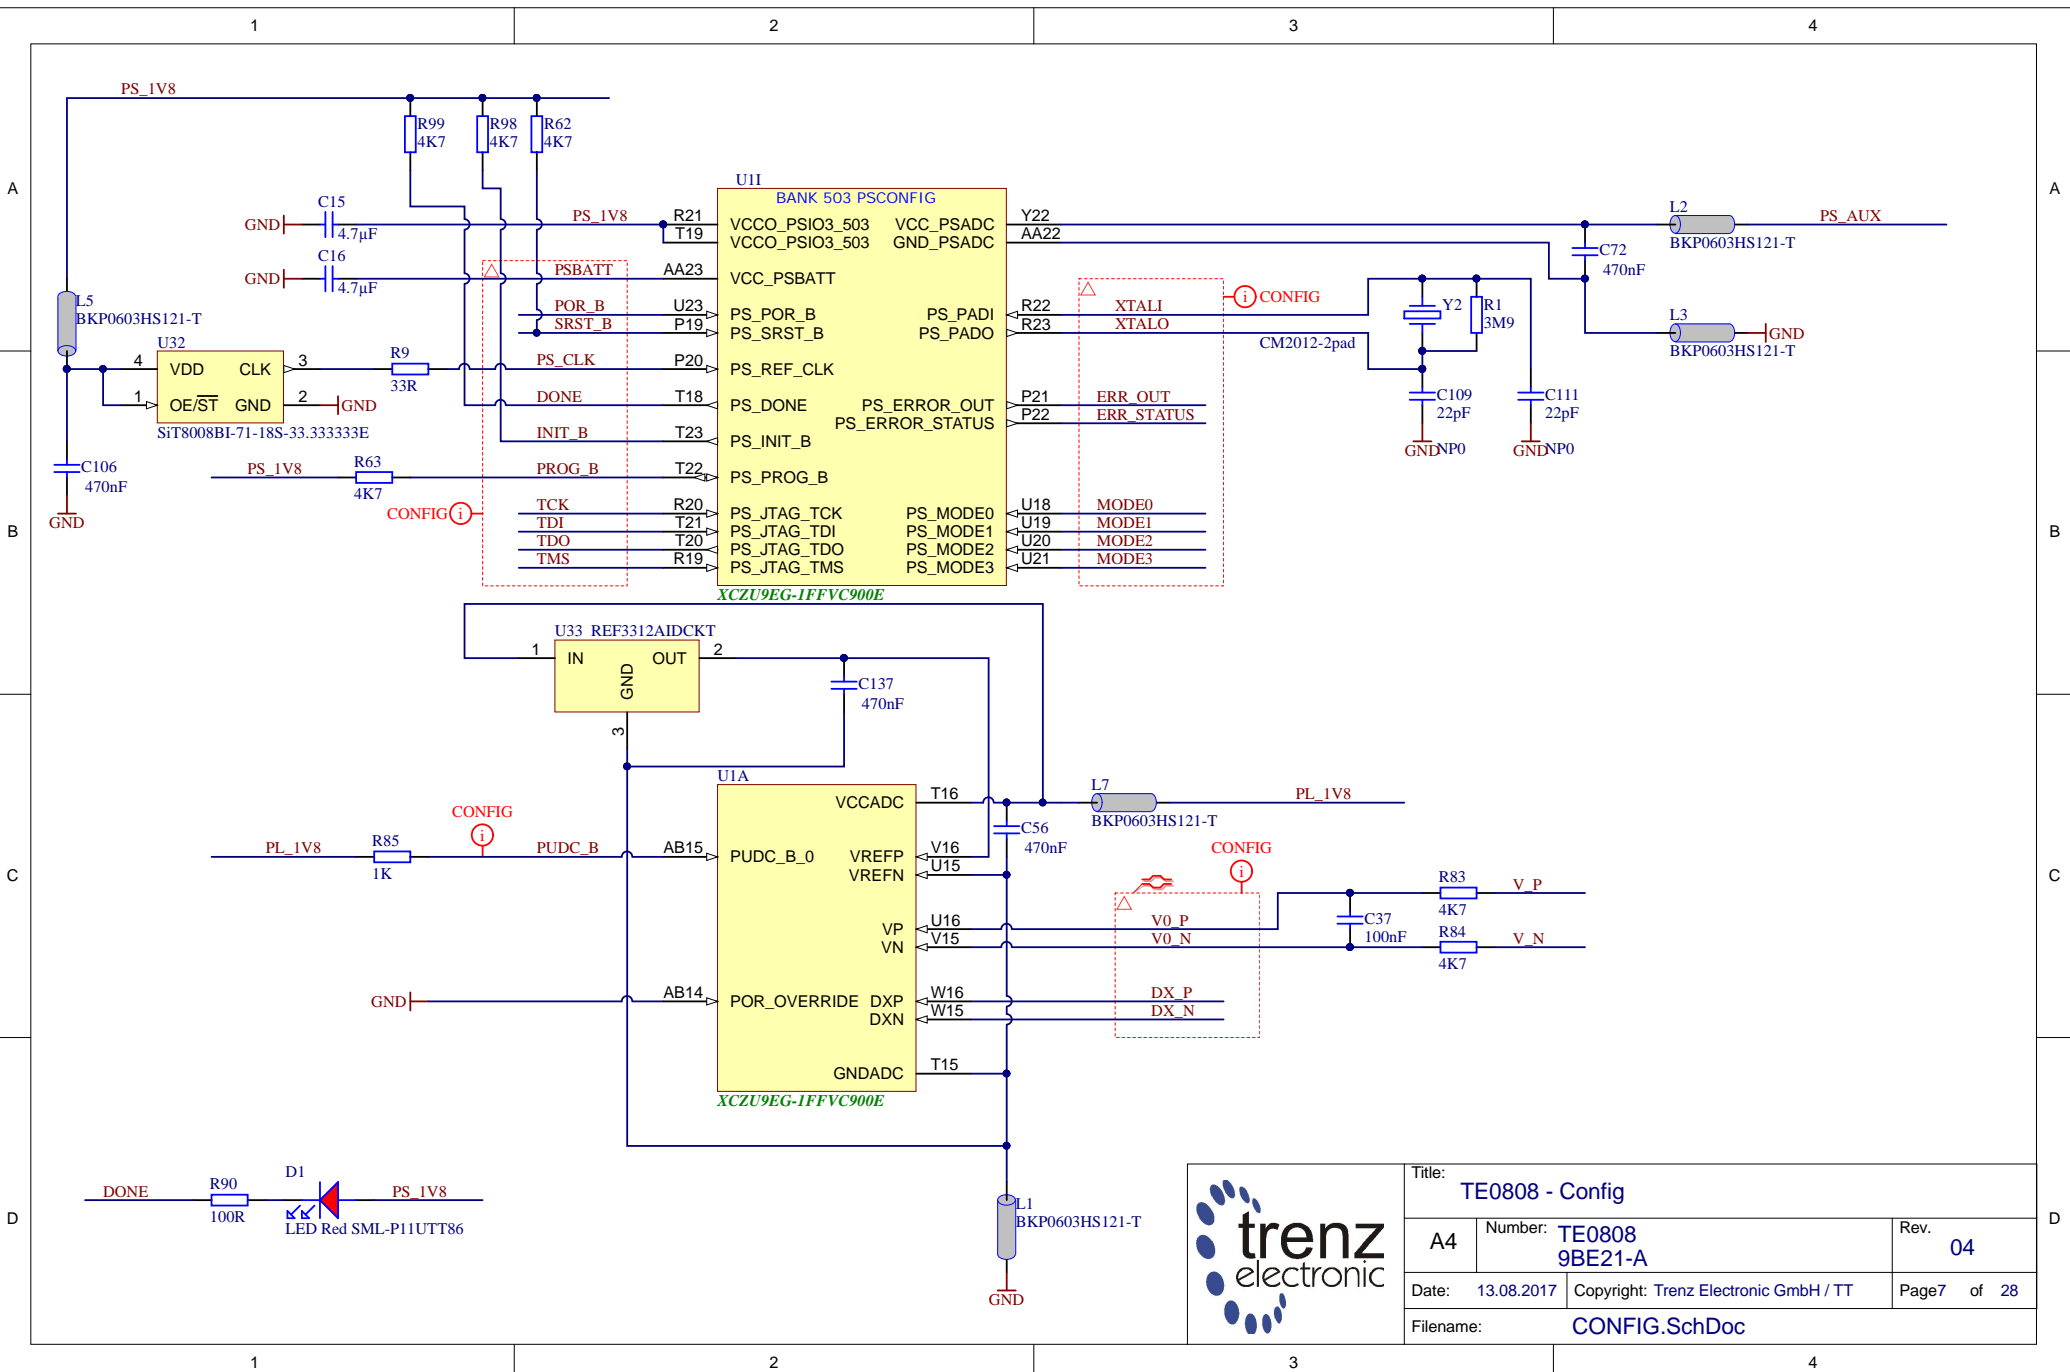 1 2 3 4
PS_1V8
R99 R98 R62
4K7 4K7 4K7
A A
U1I
BANK 503 PSCONFIG
C15
GND 4.7µF PS_1V8 R21 VCCO_PSIO3_503 VCC_PSADC Y22
T19 VCCO_PSIO3_503 GND_PSADC AA22
L2 PS_AUX
BKP0603HS121-T
C72
470nF
C16
GND 4.7µF PSBATT AA23 VCC_PSBATT
L5
BKP0603HS121-T
POR_B U23 PS_POR_B PS_PADI R22 XTALI
SRST_B P19 PS_SRST_B PS_PADO R23 XTALO
CONFIG
Y2 R1
3M9
CM2012-2pad
L3 GND
BKP0603HS121-T
U32
4 VDD CLK 3
R9
33R
PS_CLK P20 PS_REF_CLK
1 OE/ST GND 2 GND
SiT8008BI-71-18S-33.333333E
DONE T18 PS_DONE PS_ERROR_OUT P21 ERR_OUT
PS_ERROR_STATUS P22 ERR_STATUS
C109 C111
22pF 22pF
GND NP0 GND NP0
INIT_B T23 PS_INIT_B
C106
470nF
GND
PS_1V8 R63 PROG_B T22 PS_PROG_B
4K7
CONFIG
TCK R20 PS_JTAG_TCK PS_MODE0 U18 MODE0
TDI T21 PS_JTAG_TDI PS_MODE1 U19 MODE1
TDO T20 PS_JTAG_TDO PS_MODE2 U20 MODE2
TMS R19 PS_JTAG_TMS PS_MODE3 U21 MODE3
B B
XCZU9EG-1FFVC900E
U33 REF3312AIDCKT
1 IN OUT 2
GND
3
C137
470nF
U1A
VCCADC T16
L7 PL_1V8
BKP0603HS121-T
C56
470nF
CONFIG
PL_1V8 R85 PUDC_B AB15 PUDC_B_0 VREFP V16
1K
VREFN U15
C C
CONFIG
R83 V_P
4K7
VP U16 V0_P
VN V15 V0_N
C37
100nF
R84 V_N
4K7
GND AB14 POR_OVERRIDE DXP W16 DX_P
DXN W15 DX_N
GNDADC T15
XCZU9EG-1FFVC900E
D1
DONE R90 PS_1V8
100R
LED Red SML-P11UTT86
L1
BKP0603HS121-T
GND
D D
trenz
electronic
Title:
TE0808 - Config
A4 Number: TE0808
9BE21-A
Rev.
04
Date: 13.08.2017 Copyright: Trenz Electronic GmbH / TT Page7 of 28
Filename: CONFIG.SchDoc
1 2 3 4